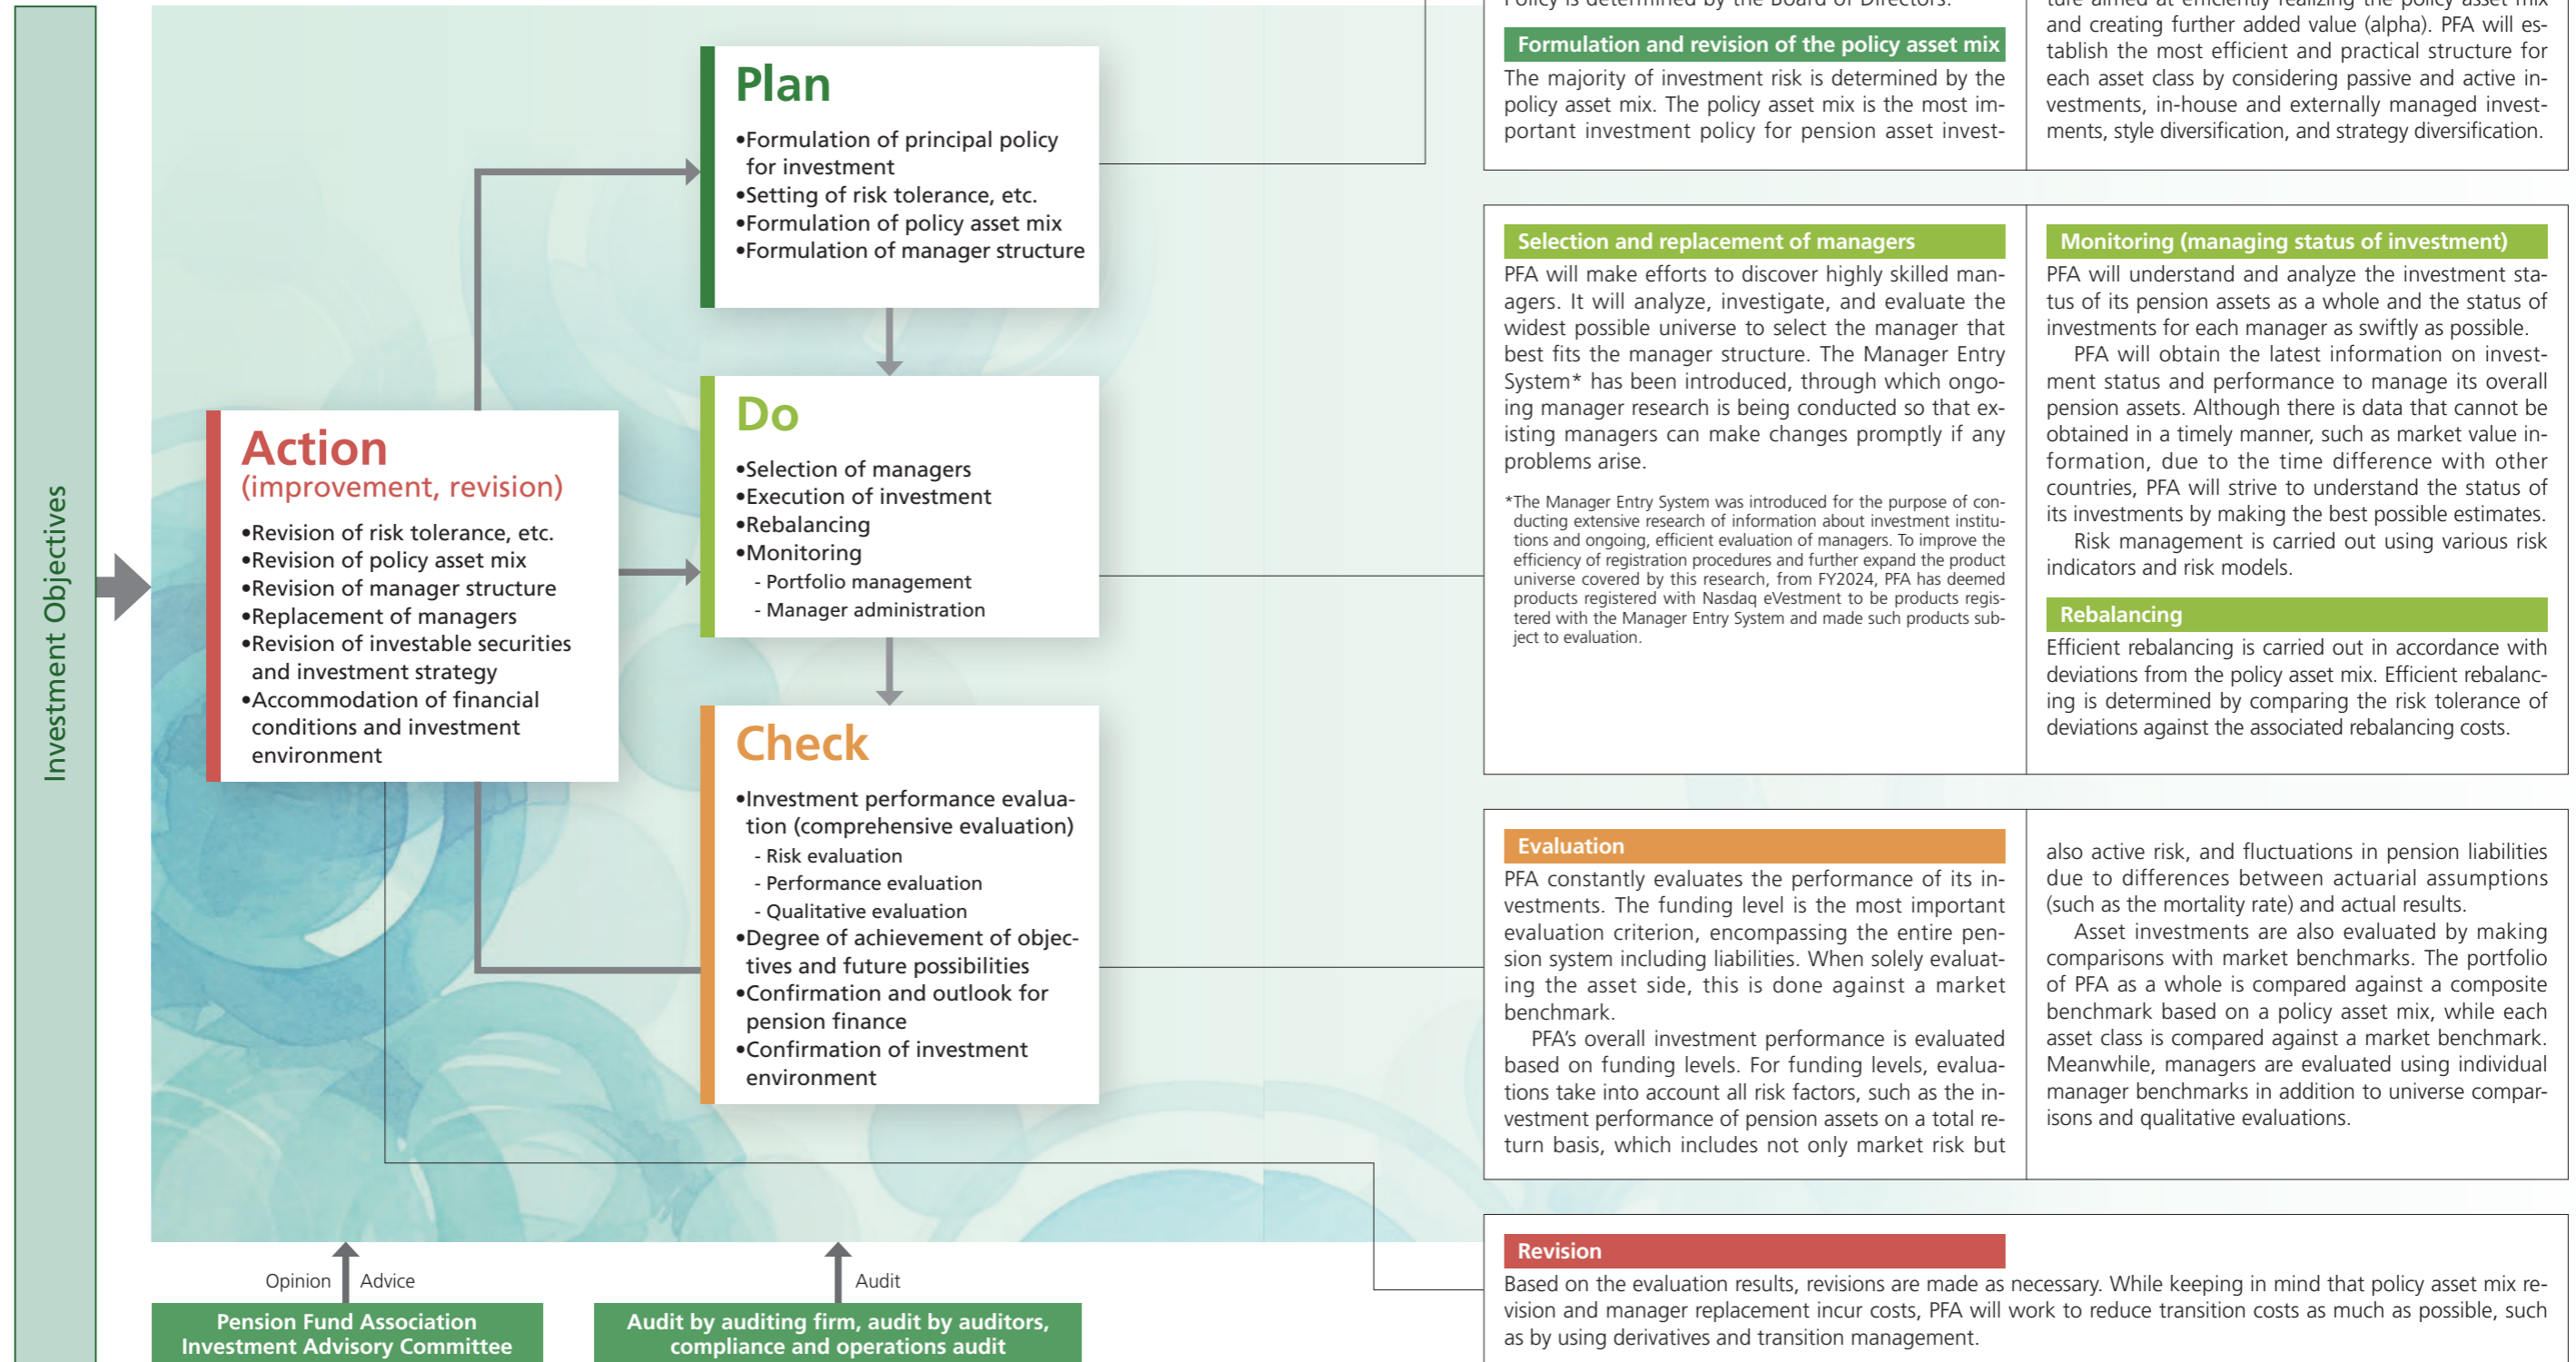 Investment Objectives
Action
(improvement, revision)
•Revision of risk tolerance, etc.
•Revision of policy asset mix
•Revision of manager structure
•Replacement of managers
•Revision of investable securities
and investment strategy
•Accommodation of financial
conditions and investment
environment
Plan
•Formulation of principal policy
for investment
•Setting of risk tolerance, etc.
•Formulation of policy asset mix
•Formulation of manager structure
Do
•Selection of managers
•Execution of investment
•Rebalancing
•Monitoring
- Portfolio management
- Manager administration
Check
•Investment performance evalua-
tion (comprehensive evaluation)
- Risk evaluation
- Performance evaluation
- Qualitative evaluation
•Degree of achievement of objec-
tives and future possibilities
•Confirmation and outlook for
pension finance
•Confirmation of investment
environment
Opinion
Advice
Pension Fund Association
Investment Advisory Committee
Audit
Audit by auditing firm, audit by auditors,
compliance and operations audit
Policy is determined by the Board of Directors.
Formulation and revision of the policy asset mix
The majority of investment risk is determined by the
policy asset mix. The policy asset mix is the most im-
portant investment policy for pension asset invest-
ture aimed at efficiently realizing the policy asset mix
and creating further added value (alpha). PFA will es-
tablish the most efficient and practical structure for
each asset class by considering passive and active in-
vestments, in-house and externally managed invest-
ments, style diversification, and strategy diversification.
Selection and replacement of managers
PFA will make efforts to discover highly skilled man-
agers. It will analyze, investigate, and evaluate the
widest possible universe to select the manager that
best fits the manager structure. The Manager Entry
System* has been introduced, through which ongo-
ing manager research is being conducted so that ex-
isting managers can make changes promptly if any
problems arise.
*The Manager Entry System was introduced for the purpose of con-
ducting extensive research of information about investment institu-
tions and ongoing, efficient evaluation of managers. To improve the
efficiency of registration procedures and further expand the product
universe covered by this research, from FY2024, PFA has deemed
products registered with Nasdaq eVestment to be products regis-
tered with the Manager Entry System and made such products sub-
ject to evaluation.
Monitoring (managing status of investment)
PFA will understand and analyze the investment sta-
tus of its pension assets as a whole and the status of
investments for each manager as swiftly as possible.
PFA will obtain the latest information on invest-
ment status and performance to manage its overall
pension assets. Although there is data that cannot be
obtained in a timely manner, such as market value in-
formation, due to the time difference with other
countries, PFA will strive to understand the status of
its investments by making the best possible estimates.
Risk management is carried out using various risk
indicators and risk models.
Rebalancing
Efficient rebalancing is carried out in accordance with
deviations from the policy asset mix. Efficient rebalanc-
ing is determined by comparing the risk tolerance of
deviations against the associated rebalancing costs.
Evaluation
PFA constantly evaluates the performance of its in-
vestments. The funding level is the most important
evaluation criterion, encompassing the entire pen-
sion system including liabilities. When solely evaluat-
ing the asset side, this is done against a market
benchmark.
PFA's overall investment performance is evaluated
based on funding levels. For funding levels, evalua-
tions take into account all risk factors, such as the in-
vestment performance of pension assets on a total re-
turn basis, which includes not only market risk but
also active risk, and fluctuations in pension liabilities
due to differences between actuarial assumptions
(such as the mortality rate) and actual results.
Asset investments are also evaluated by making
comparisons with market benchmarks. The portfolio
of PFA as a whole is compared against a composite
benchmark based on a policy asset mix, while each
asset class is compared against a market benchmark.
Meanwhile, managers are evaluated using individual
manager benchmarks in addition to universe compar-
isons and qualitative evaluations.
Revision
Based on the evaluation results, revisions are made as necessary. While keeping in mind that policy asset mix re-
vision and manager replacement incur costs, PFA will work to reduce transition costs as much as possible, such
as by using derivatives and transition management.